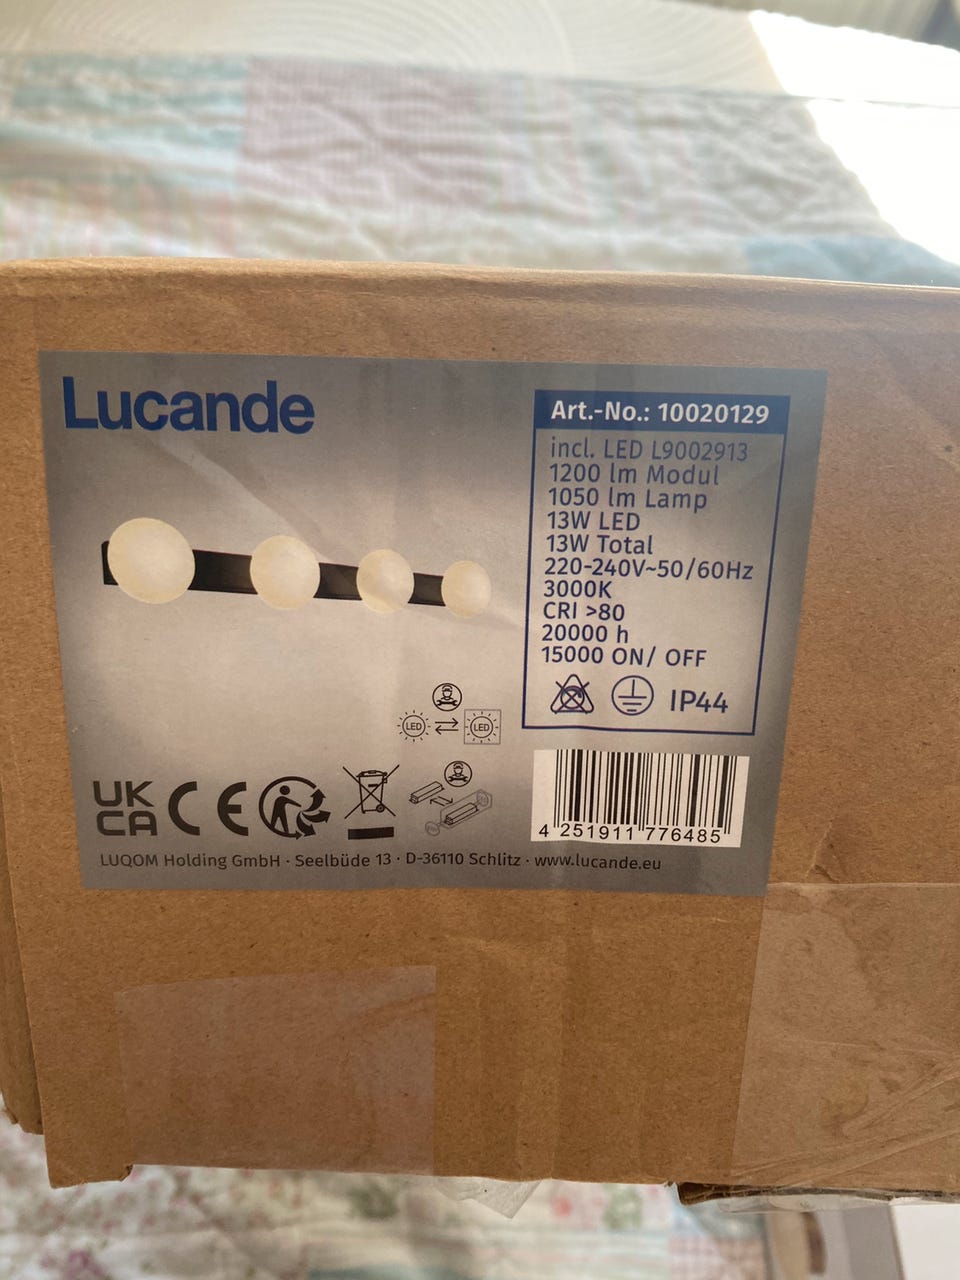 Lucande
Art.-No.: 10020129
incl. LED L9002913
1200 lm Modul
1050 lm Lamp
13W LED
13W Total
220-240V~50/60Hz
3000K
CRI >80
20000 h
15000 ON/ OFF
IP44
LED
LED
UK
CA
CE
4 251911 776485
LUQOM Holding GmbH · Seelbüde 13 · D-36110 Schlitz · www.lucande.eu